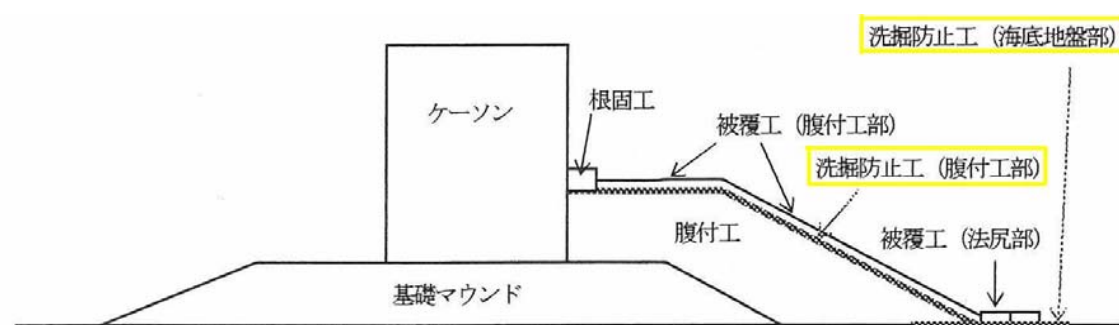 洗掘防止工（海底地盤部）
ケーソン
根固工
被覆工（腹付工部）
洗掘防止工（腹付工部）
腹付工
被覆工（法尻部）
基礎マウンド